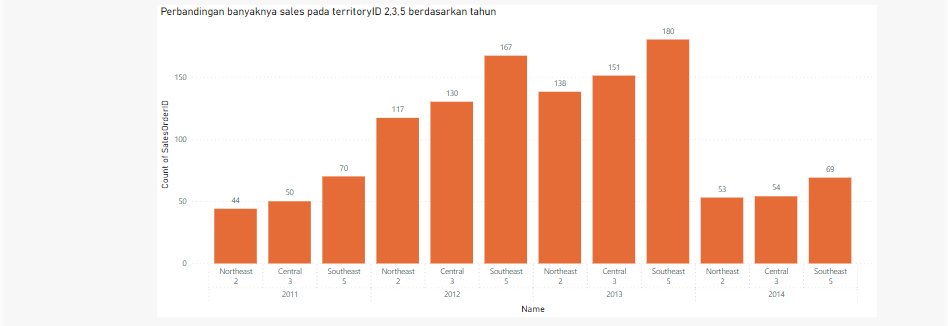 Perbandingan banyaknya sales pada territoryID 2,3,5 berdasarkan tahun
Count of SalesOrderID
150
100
50
0
44
50
70
117
130
167
138
151
180
53
54
69
Northeast Central Southeast Northeast Central Southeast Northeast Central Southeast Northeast Central Southeast
2 3 5 2 3 5 2 3 5 2 3 5
2011 2012 2013 2014
Name